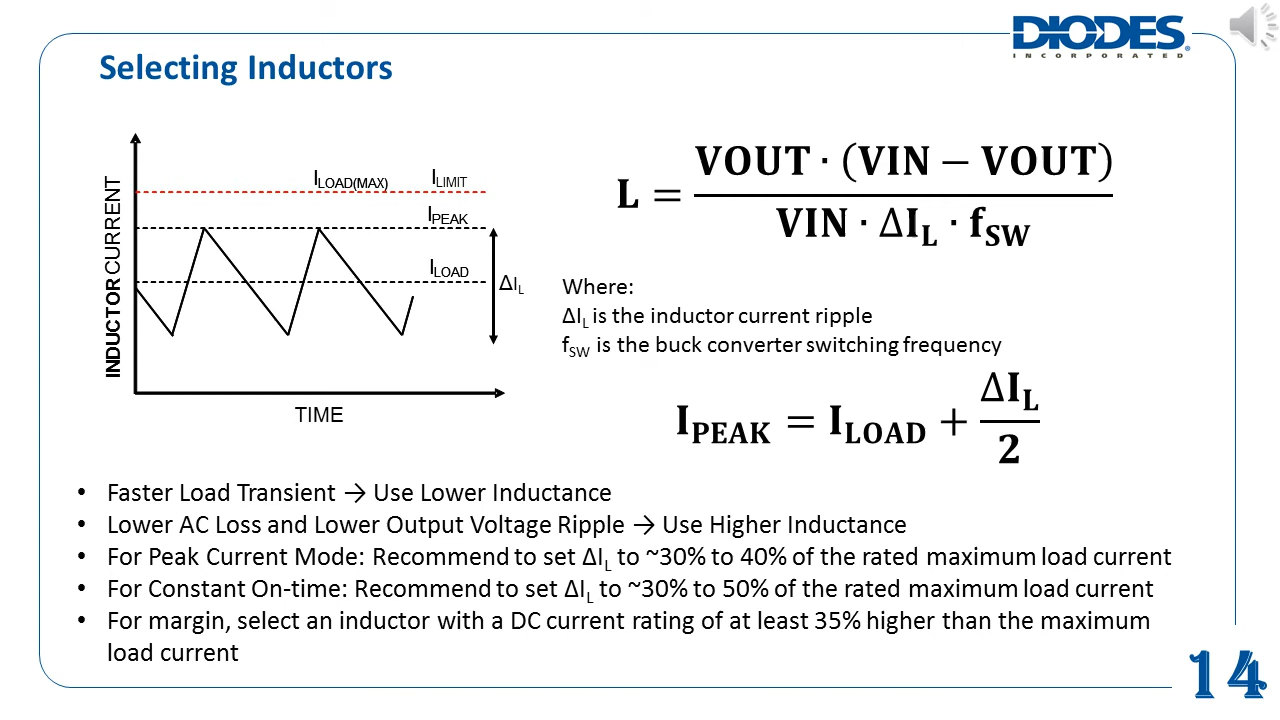 DIODES
INCORPORATED
Selecting Inductors
INDUCTOR CURRENT
I_LOAD(MAX) I_LIMIT
I_PEAK
I_LOAD
ΔI_L
TIME
L = VOUT · (VIN − VOUT) / VIN · ΔI_L · f_SW
Where:
ΔI_L is the inductor current ripple
f_SW is the buck converter switching frequency
I_PEAK = I_LOAD + ΔI_L / 2
• Faster Load Transient → Use Lower Inductance
• Lower AC Loss and Lower Output Voltage Ripple → Use Higher Inductance
• For Peak Current Mode: Recommend to set ΔI_L to ~30% to 40% of the rated maximum load current
• For Constant On-time: Recommend to set ΔI_L to ~30% to 50% of the rated maximum load current
• For margin, select an inductor with a DC current rating of at least 35% higher than the maximum
load current
14